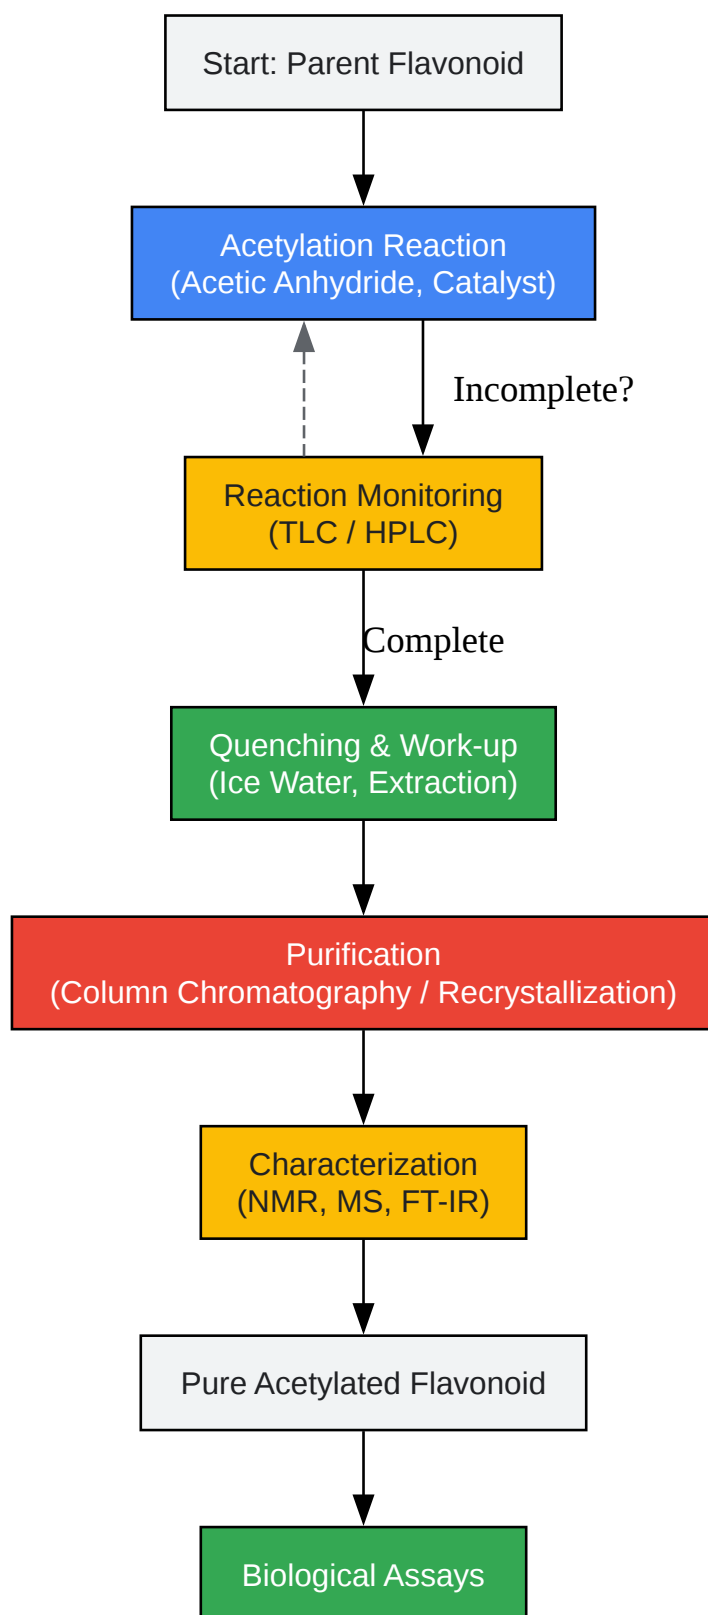 Start: Parent Flavonoid
Acetylation Reaction
(Acetic Anhydride, Catalyst)
Incomplete?
Reaction Monitoring
(TLC / HPLC)
Complete
Quenching & Work-up
(Ice Water, Extraction)
Purification
(Column Chromatography / Recrystallization)
Characterization
(NMR, MS, FT-IR)
Pure Acetylated Flavonoid
Biological Assays